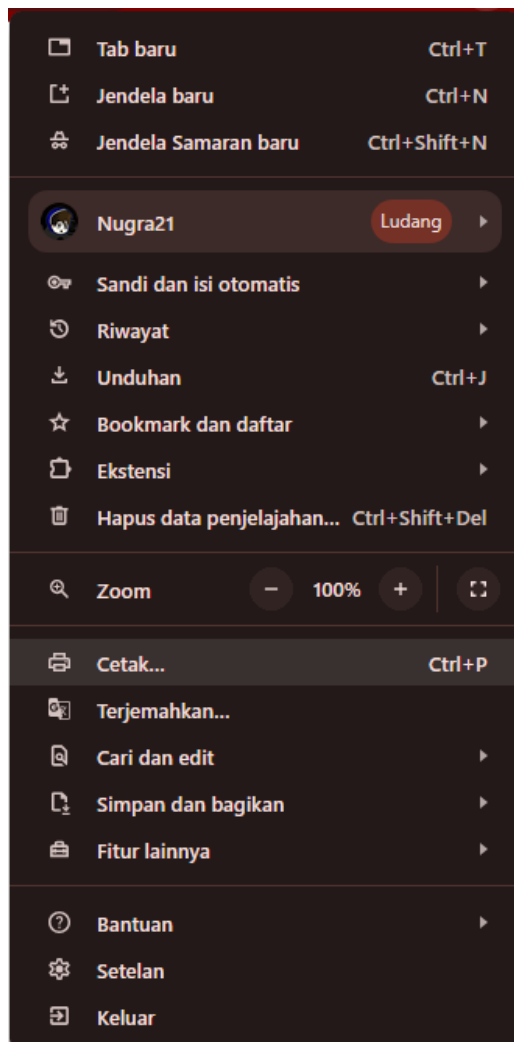 Tab baru Ctrl+T
Jendela baru Ctrl+N
Jendela Samaran baru Ctrl+Shift+N
Nugra21 Ludang
Sandi dan isi otomatis
Riwayat
Unduhan Ctrl+J
Bookmark dan daftar
Ekstensi
Hapus data penjelajahan... Ctrl+Shift+Del
Zoom − 100% +
Cetak... Ctrl+P
Terjemahkan...
Cari dan edit
Simpan dan bagikan
Fitur lainnya
Bantuan
Setelan
Keluar